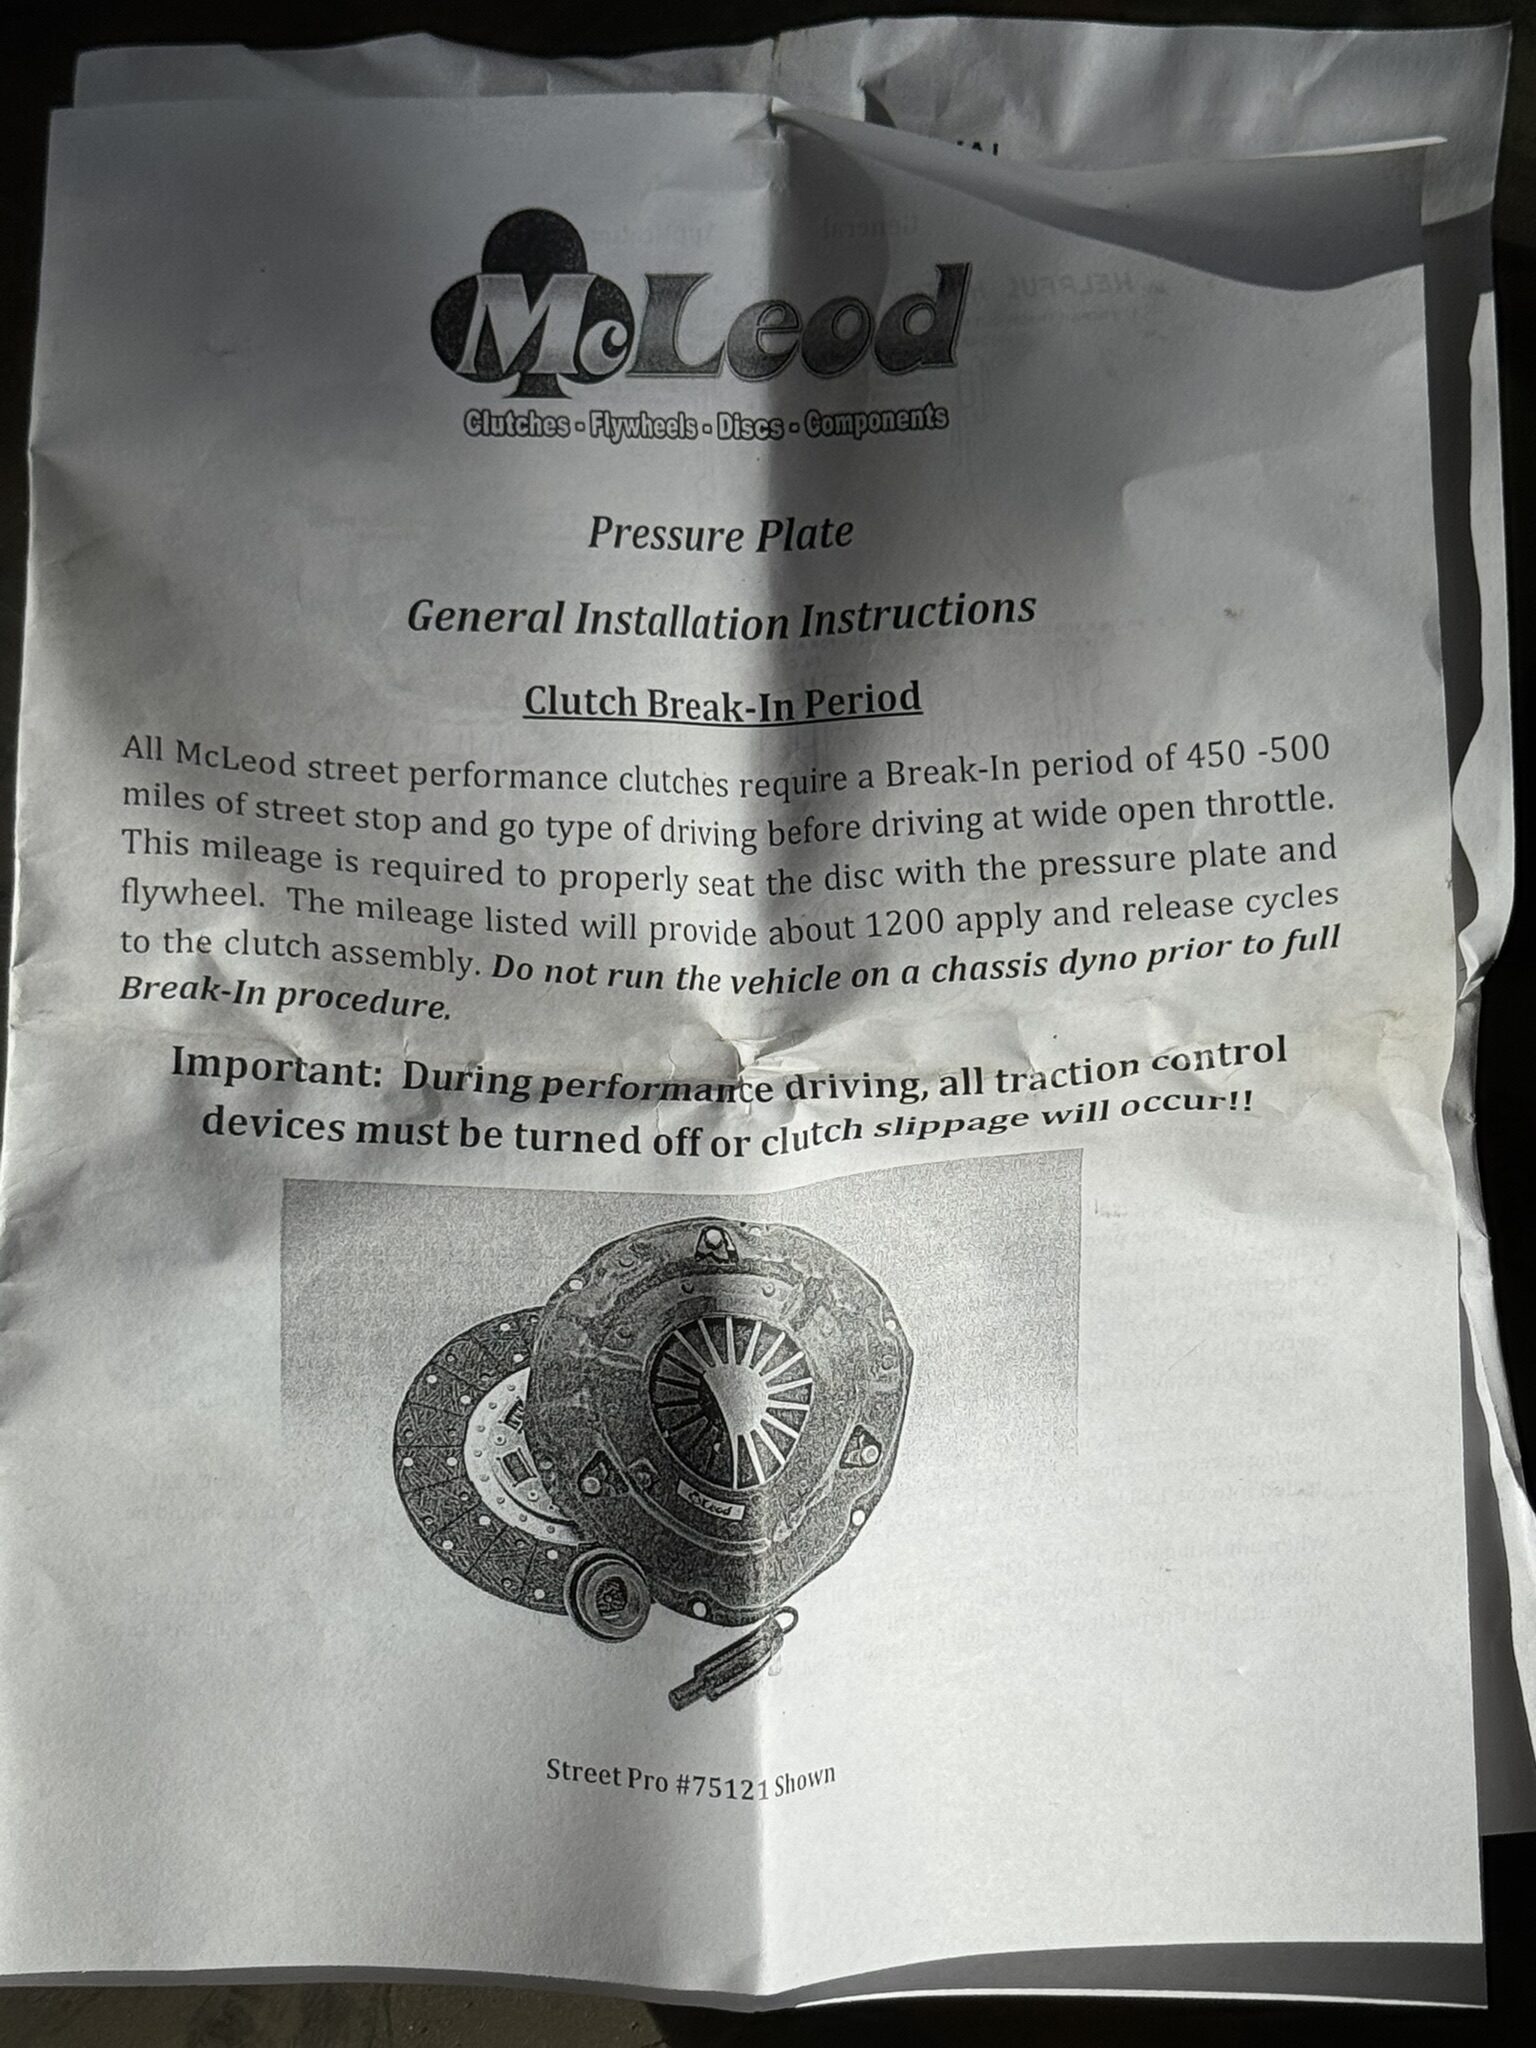 McLeod
Clutches - Flywheels - Discs - Components
Pressure Plate
General Installation Instructions
Clutch Break-In Period
All McLeod street performance clutches require a Break-In period of 450 -500
miles of street stop and go type of driving before driving at wide open throttle.
This mileage is required to properly seat the disc with the pressure plate and
flywheel. The mileage listed will provide about 1200 apply and release cycles
to the clutch assembly. Do not run the vehicle on a chassis dyno prior to full
Break-In procedure.
Important: During performance driving, all traction control
devices must be turned off or clutch slippage will occur!!
McLeod
Street Pro #75121 Shown